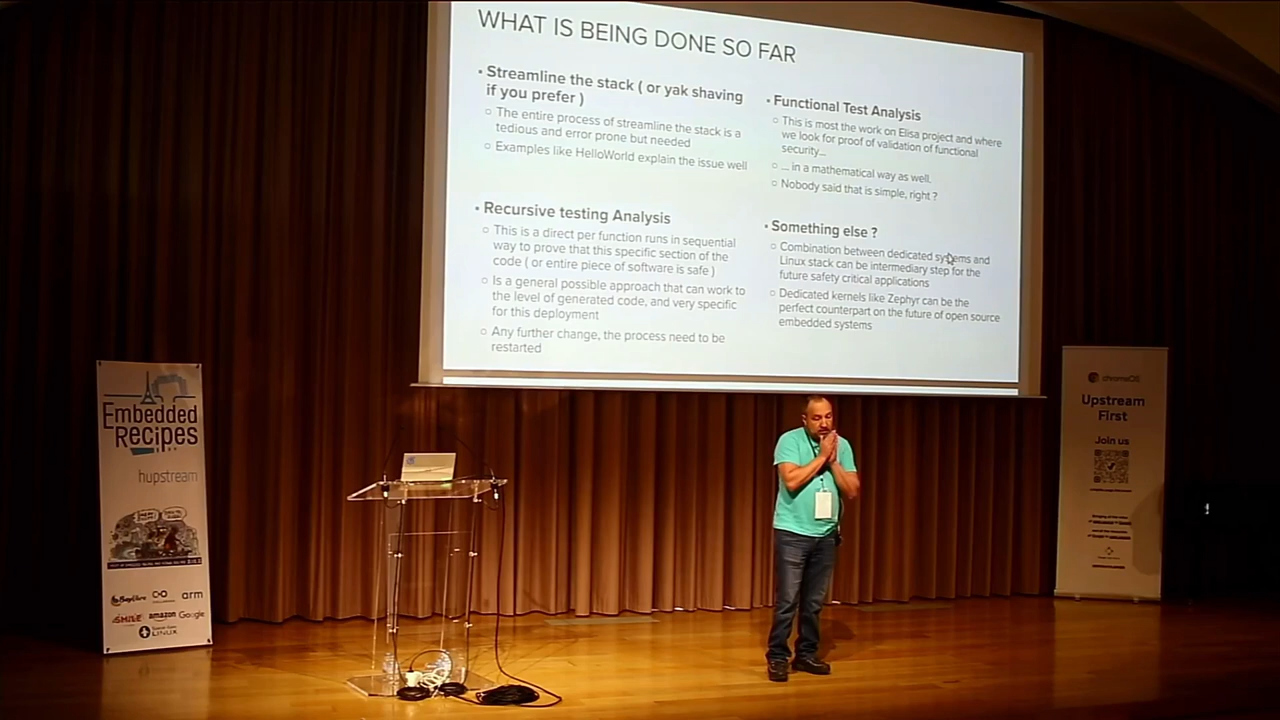 WHAT IS BEING DONE SO FAR
• Streamline the stack ( or yak shaving
if you prefer )
○ The entire process of streamline the stack is a
tedious and error prone but needed
○ Examples like HelloWorld explain the issue well
• Recursive testing Analysis
○ This is a direct per function runs in sequential
way to prove that this specific section of the
code ( or entire piece of software is safe )
○ Is a general possible approach that can work to
the level of generated code, and very specific
for this deployment
○ Any further change, the process need to be
restarted
• Functional Test Analysis
○ This is most the work on Elisa project and where
we look for proof of validation of functional
security...
○ ... in a mathematical way as well.
○ Nobody said that is simple, right ?
• Something else ?
○ Combination between dedicated systems and
Linux stack can be intermediary step for the
future safety critical applications
○ Dedicated kernels like Zephyr can be the
perfect counterpart on the future of open source
embedded systems
Embedded
Recipes
hupstream
BayLibre
arm
SMILE amazon Google
LINUX
chromeOS
Upstream
First
Join us